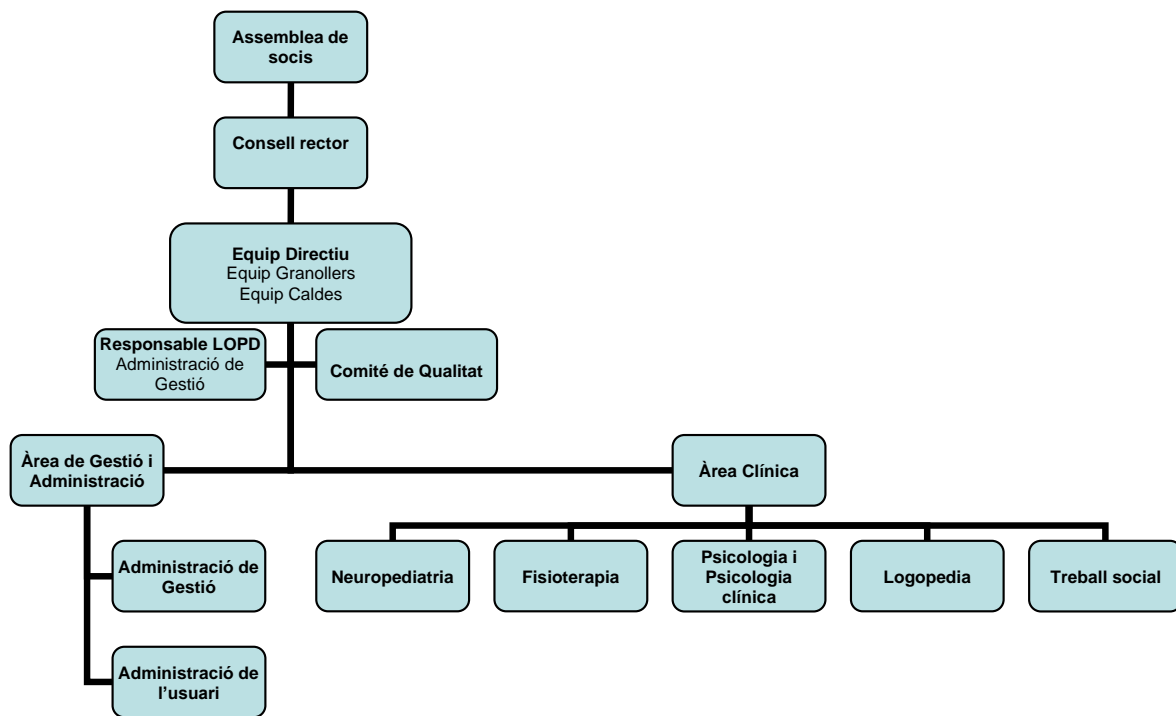 Assemblea de
socis
Consell rector
Equip Directiu
Equip Granollers
Equip Caldes
Responsable LOPD
Administració de
Gestió
Comité de Qualitat
Àrea de Gestió i
Administració
Àrea Clínica
Administració de
Gestió
Administració de
l'usuari
Neuropediatria
Fisioterapia
Psicologia i
Psicologia
clínica
Logopedia
Treball social